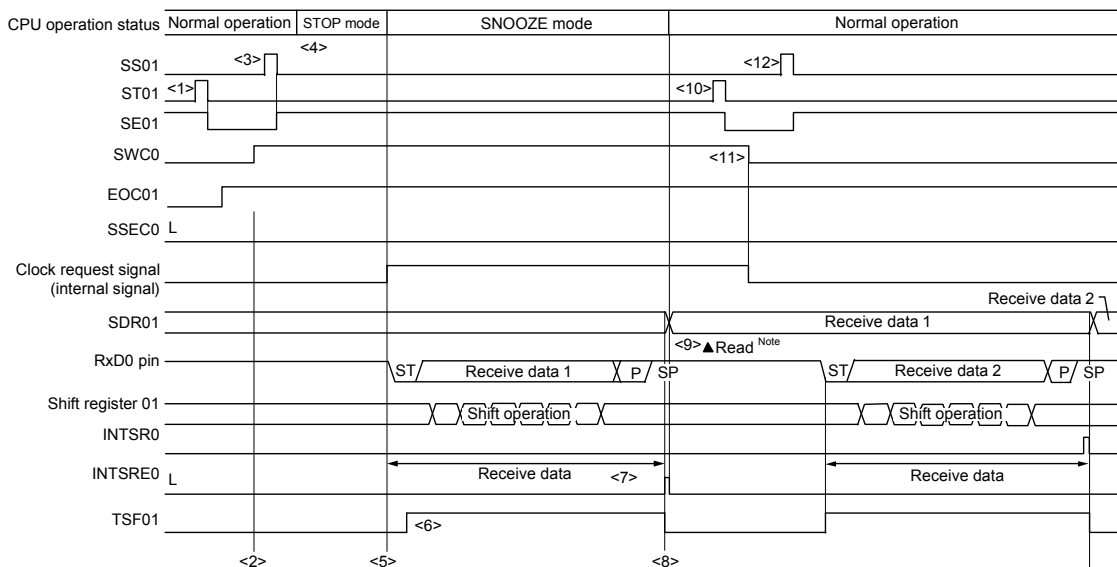 CPU operation status Normal operation STOP mode SNOOZE mode Normal operation
<4>
SS01 <3> <12>
ST01 <1> <10>
SE01
SWC0 <11>
EOC01
SSEC0 L
Clock request signal
(internal signal)
Receive data 2
SDR01 Receive data 1
<9> ▲Read Note
RxD0 pin ST Receive data 1 P SP ST Receive data 2 P SP
Shift register 01 Shift operation Shift operation
INTSR0
INTSRE0 L Receive data <7> Receive data
TSF01 <6>
<2> <5> <8>